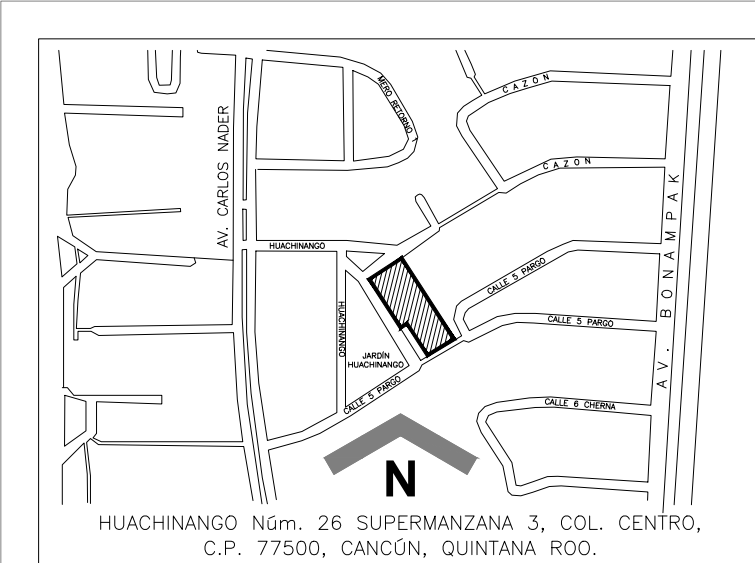 MERO RETORNO 1
CAZON
AV. CARLOS NADER
CAZON
AV. BONAMPAK
HUACHINANGO
CALLE 5 PARGO
HUACHINANGO
CALLE 5 PARGO
JARDÍN
HUACHINANGO
CALLE 5 PARGO
CALLE 6 CHERNA
N
HUACHINANGO Núm. 26 SUPERMANZANA 3, COL. CENTRO,
C.P. 77500, CANCÚN, QUINTANA ROO.